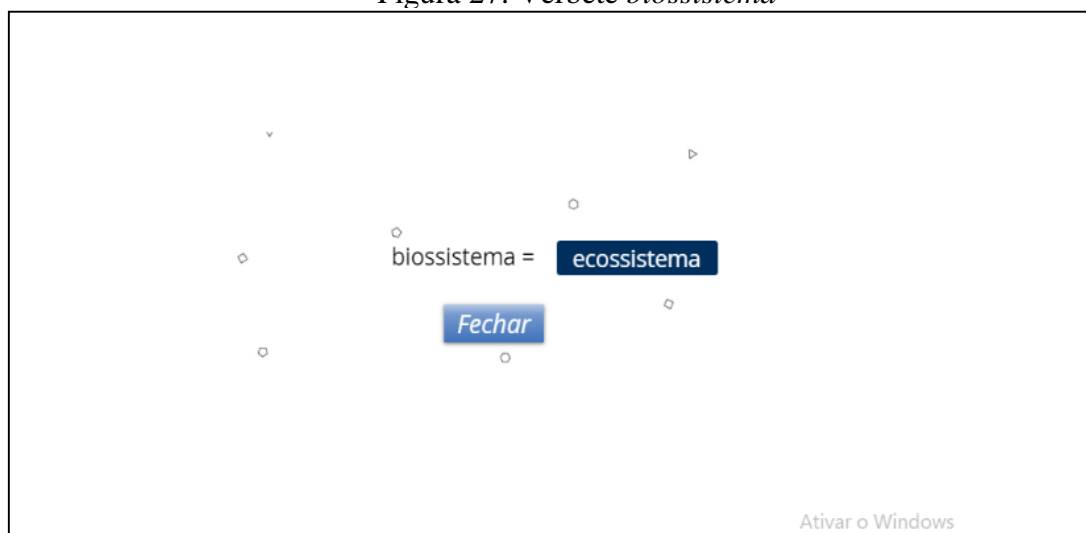 Figura 27: Verbete biossistema
biossistema = ecossistema
Fechar
Ativar o Windows